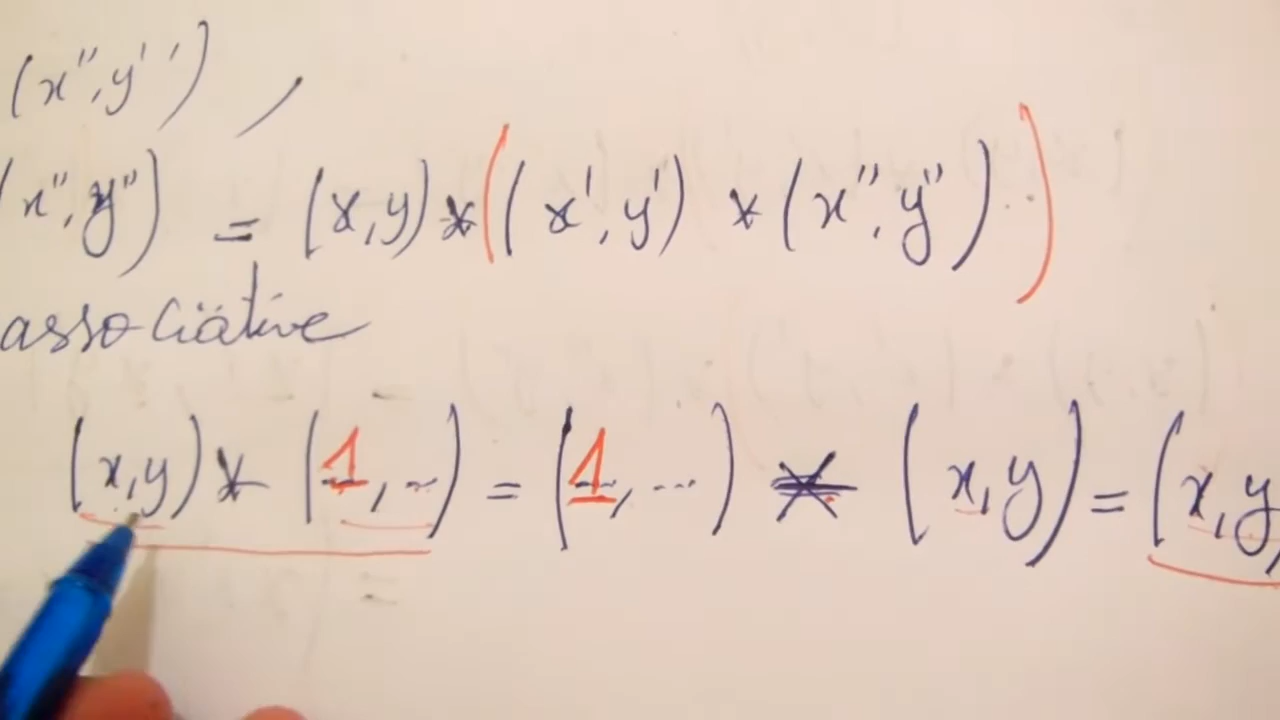 (x'',y'') ,
(x'',y'') = (x,y) * ((x',y') * (x'',y''))
associative
(x,y) * (1, ..) = (1, ...) * (x,y) = (x,y
=